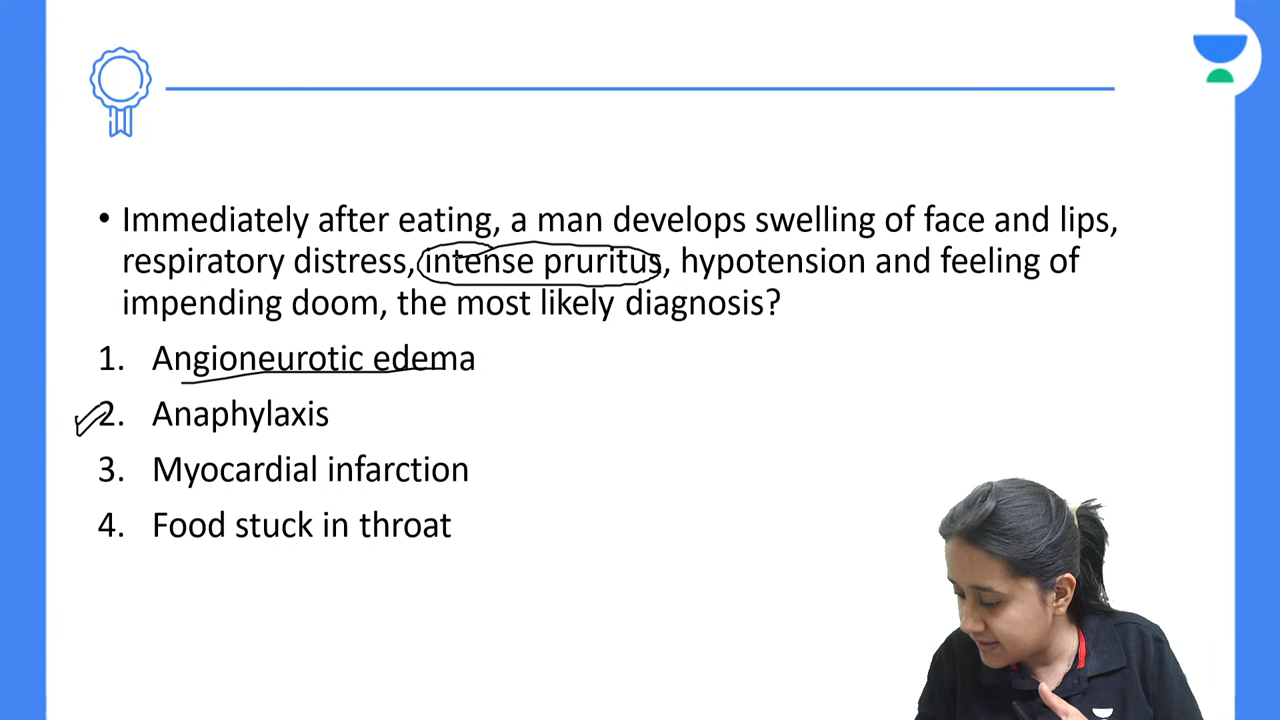 • Immediately after eating, a man develops swelling of face and lips,
respiratory distress, intense pruritus, hypotension and feeling of
impending doom, the most likely diagnosis?
1. Angioneurotic edema
2. Anaphylaxis
3. Myocardial infarction
4. Food stuck in throat